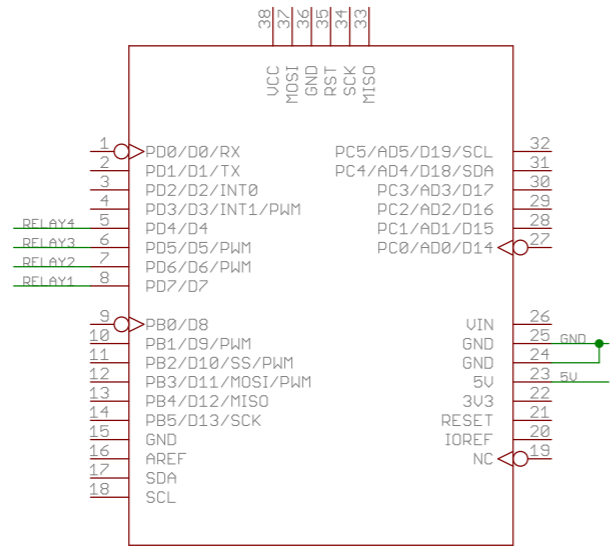 38 37 36 35 34 33
VCC MOSI GND RST SCK MISO
1 PD0/D0/RX PC5/AD5/D19/SCL 32
2 PD1/D1/TX PC4/AD4/D18/SDA 31
3 PD2/D2/INT0 PC3/AD3/D17 30
4 PD3/D3/INT1/PWM PC2/AD2/D16 29
RELAY4 5 PD4/D4 PC1/AD1/D15 28
RELAY3 6 PD5/D5/PWM PC0/AD0/D14 27
RELAY2 7 PD6/D6/PWM
RELAY1 8 PD7/D7
9 PB0/D8 VIN 26
10 PB1/D9/PWM GND 25 GND
11 PB2/D10/SS/PWM GND 24
12 PB3/D11/MOSI/PWM 5V 23 5V
13 PB4/D12/MISO 3V3 22
14 PB5/D13/SCK RESET 21
15 GND IOREF 20
16 AREF NC 19
17 SDA
18 SCL